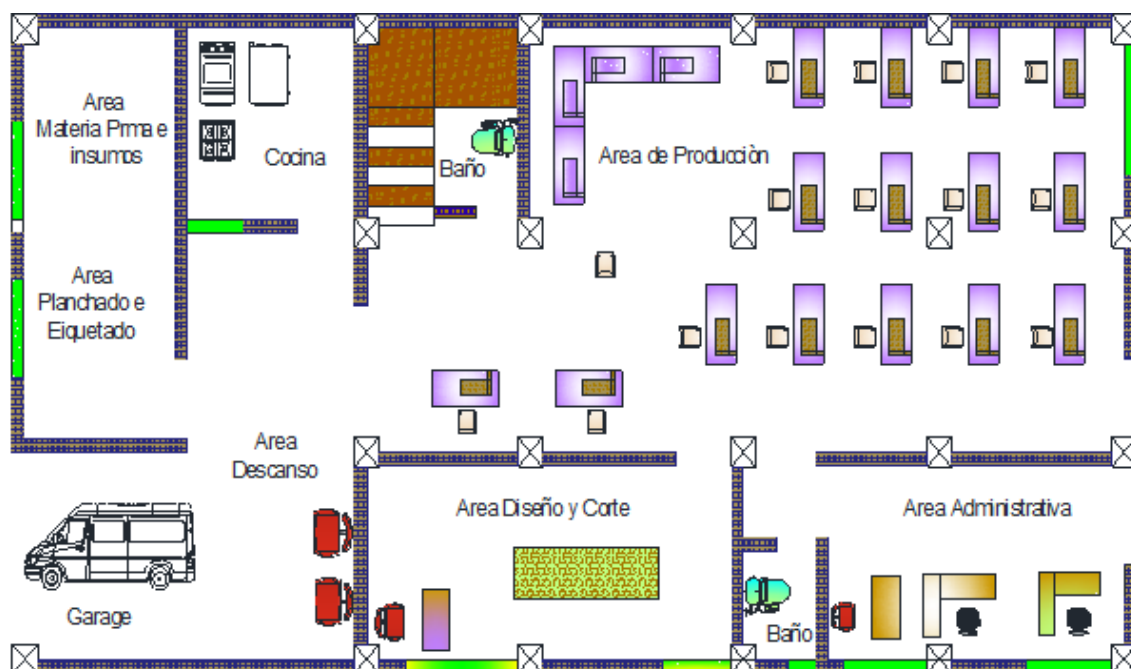 Area
Materia Prma e
insumos
Cocina
Baño
Area de Producciòn
Area
Planchado e
Eiquetado
Area
Descanso
Area Diseño y Corte
Area Administrativa
Garage
Baño